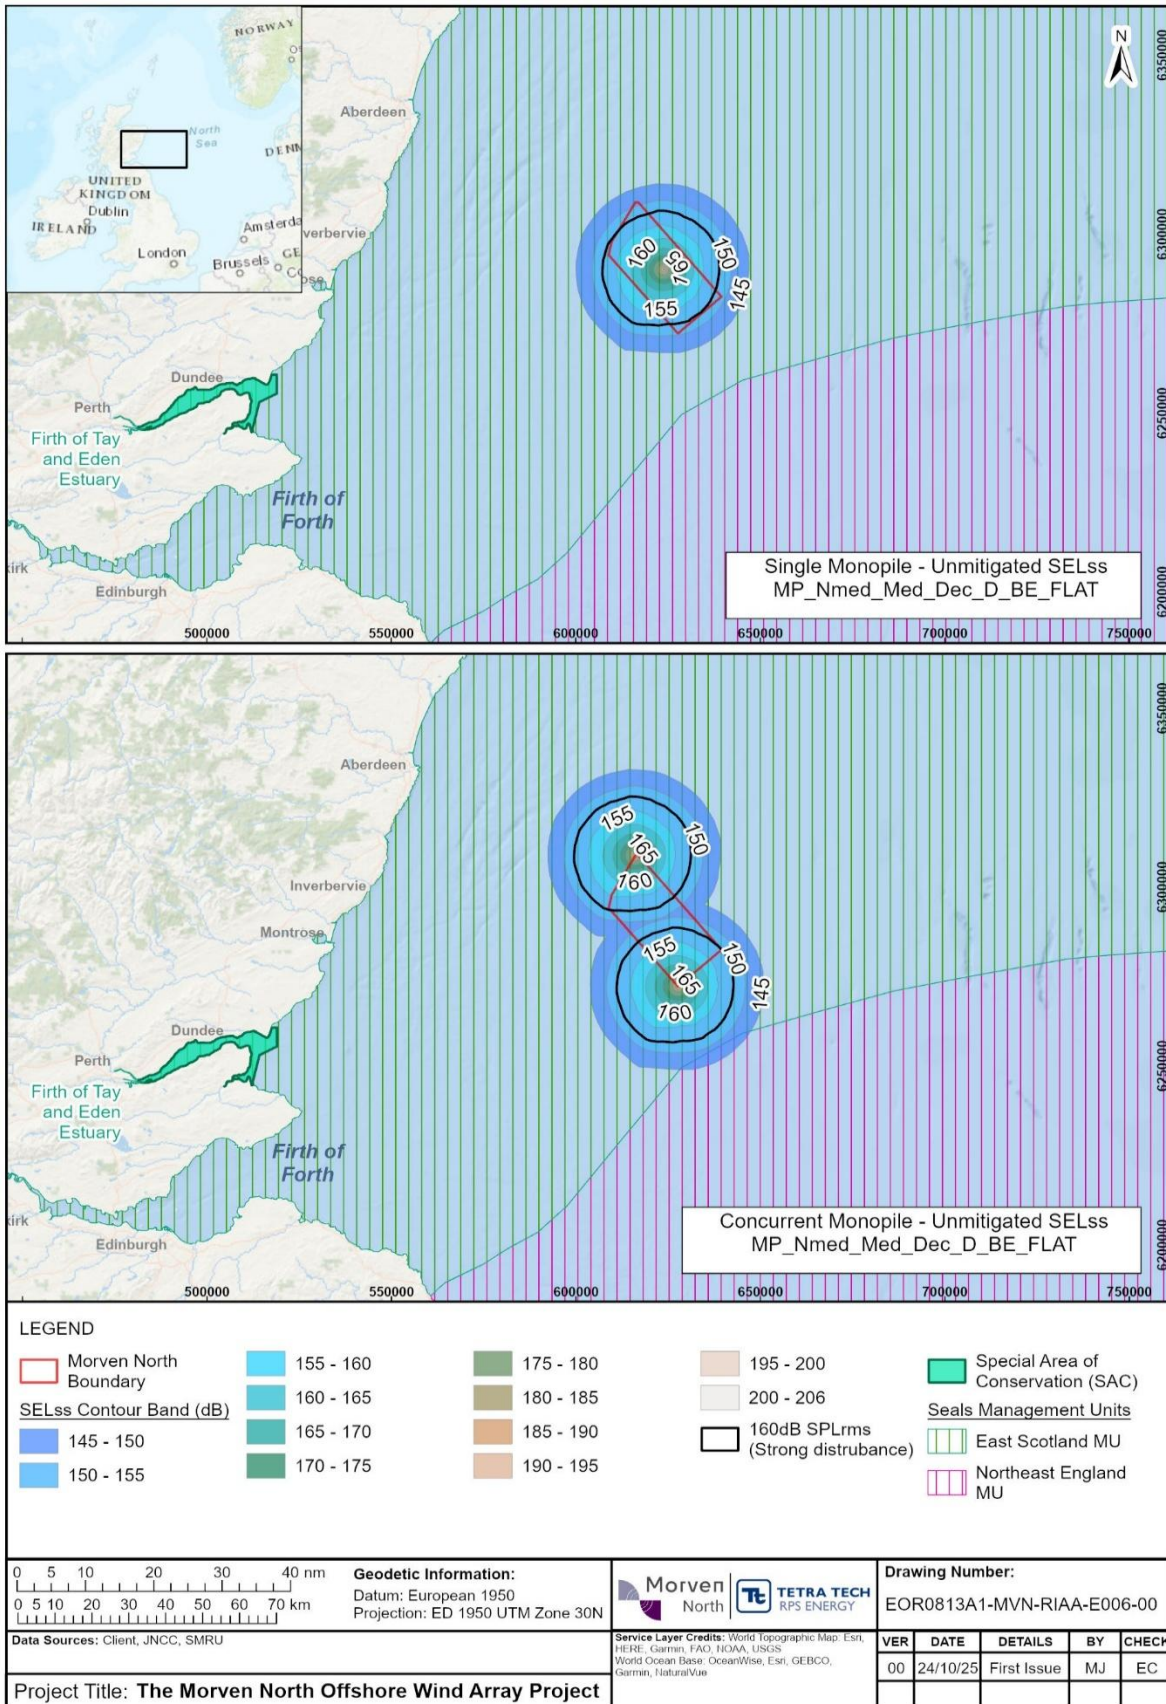 NORWAY
North
Sea
DENM
UNITED
KINGDOM
Dublin
IRELAND
Amsterda
London
Brussels
GE
N
Aberdeen
verbervie
ose
Dundee
Perth
Firth of Tay
and Eden
Estuary
Firth of
Forth
kirk
Edinburgh
160
165
155
150
145
6350000
6300000
6250000
6200000
Single Monopile - Unmitigated SELss
MP_Nmed_Med_Dec_D_BE_FLAT
500000 550000 600000 650000 700000 750000
Aberdeen
Inverbervie
Montrose
Dundee
Perth
Firth of Tay
and Eden
Estuary
Firth of
Forth
kirk
Edinburgh
155
165
160
150
155
165
160
150
145
6350000
6300000
6250000
6200000
Concurrent Monopile - Unmitigated SELss
MP_Nmed_Med_Dec_D_BE_FLAT
500000 550000 600000 650000 700000 750000
LEGEND
Morven North
Boundary
SELss Contour Band (dB)
145 - 150
150 - 155
155 - 160
160 - 165
165 - 170
170 - 175
175 - 180
180 - 185
185 - 190
190 - 195
195 - 200
200 - 206
160dB SPLrms
(Strong distrubance)
Special Area of
Conservation (SAC)
Seals Management Units
East Scotland MU
Northeast England
MU
0 5 10 20 30 40 nm
0 5 10 20 30 40 50 60 70 km
Geodetic Information:
Datum: European 1950
Projection: ED 1950 UTM Zone 30N
Morven
North
Tt
TETRA TECH
RPS ENERGY
Drawing Number:
EOR0813A1-MVN-RIAA-E006-00
Data Sources: Client, JNCC, SMRU
Service Layer Credits: World Topographic Map: Esri,
HERE, Garmin, FAO, NOAA, USGS
World Ocean Base: OceanWise, Esri, GEBCO,
Garmin, NaturalVue
VER DATE DETAILS BY CHECK
00 24/10/25 First Issue MJ EC
Project Title: The Morven North Offshore Wind Array Project